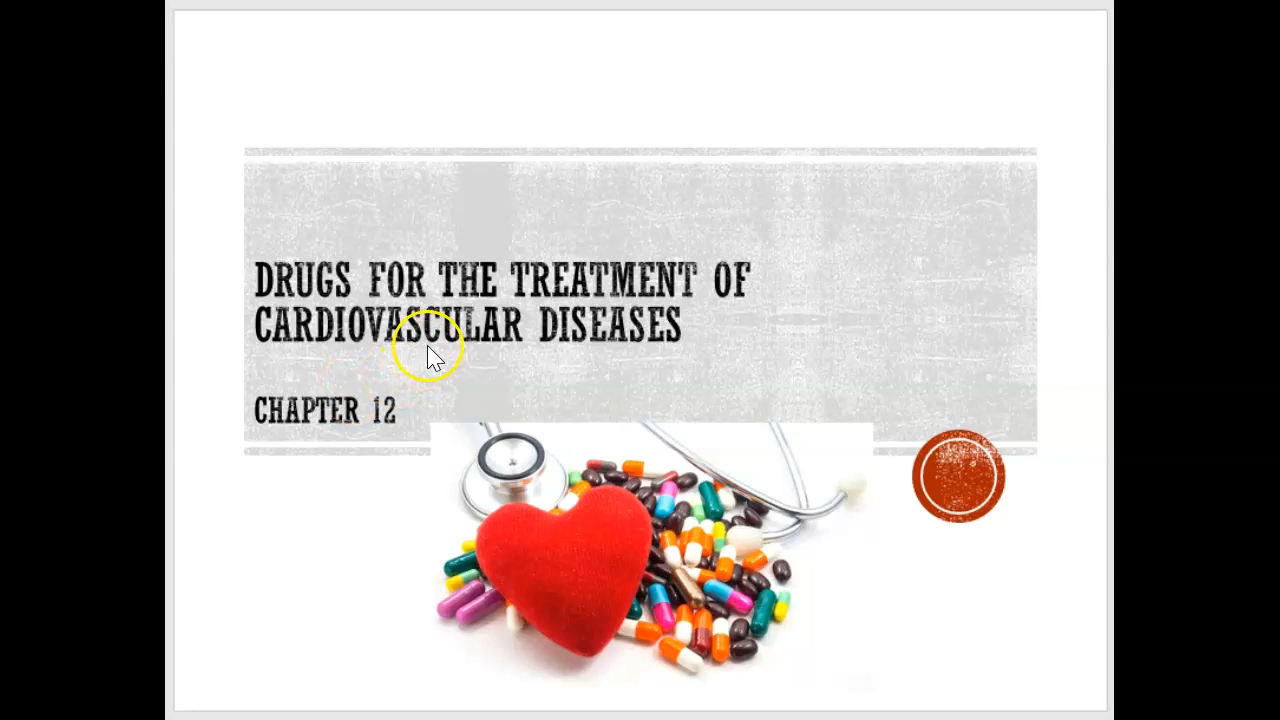 DRUGS FOR THE TREATMENT OF
CARDIOVASCULAR DISEASES
CHAPTER 12